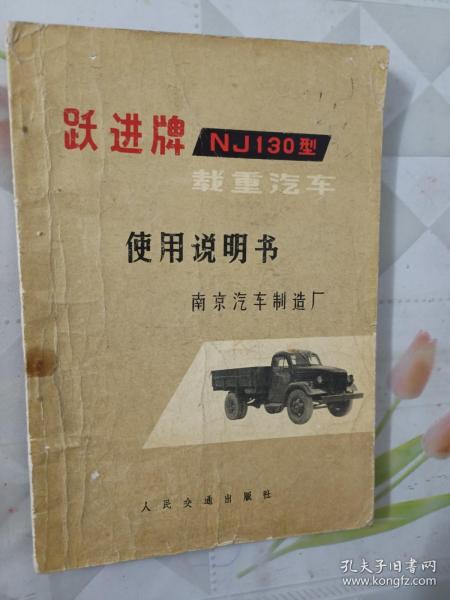 跃进牌 NJ130型
载重汽车
使用说明书
南京汽车制造厂
人民交通出版社
孔夫子旧书网
www.kongfz.com